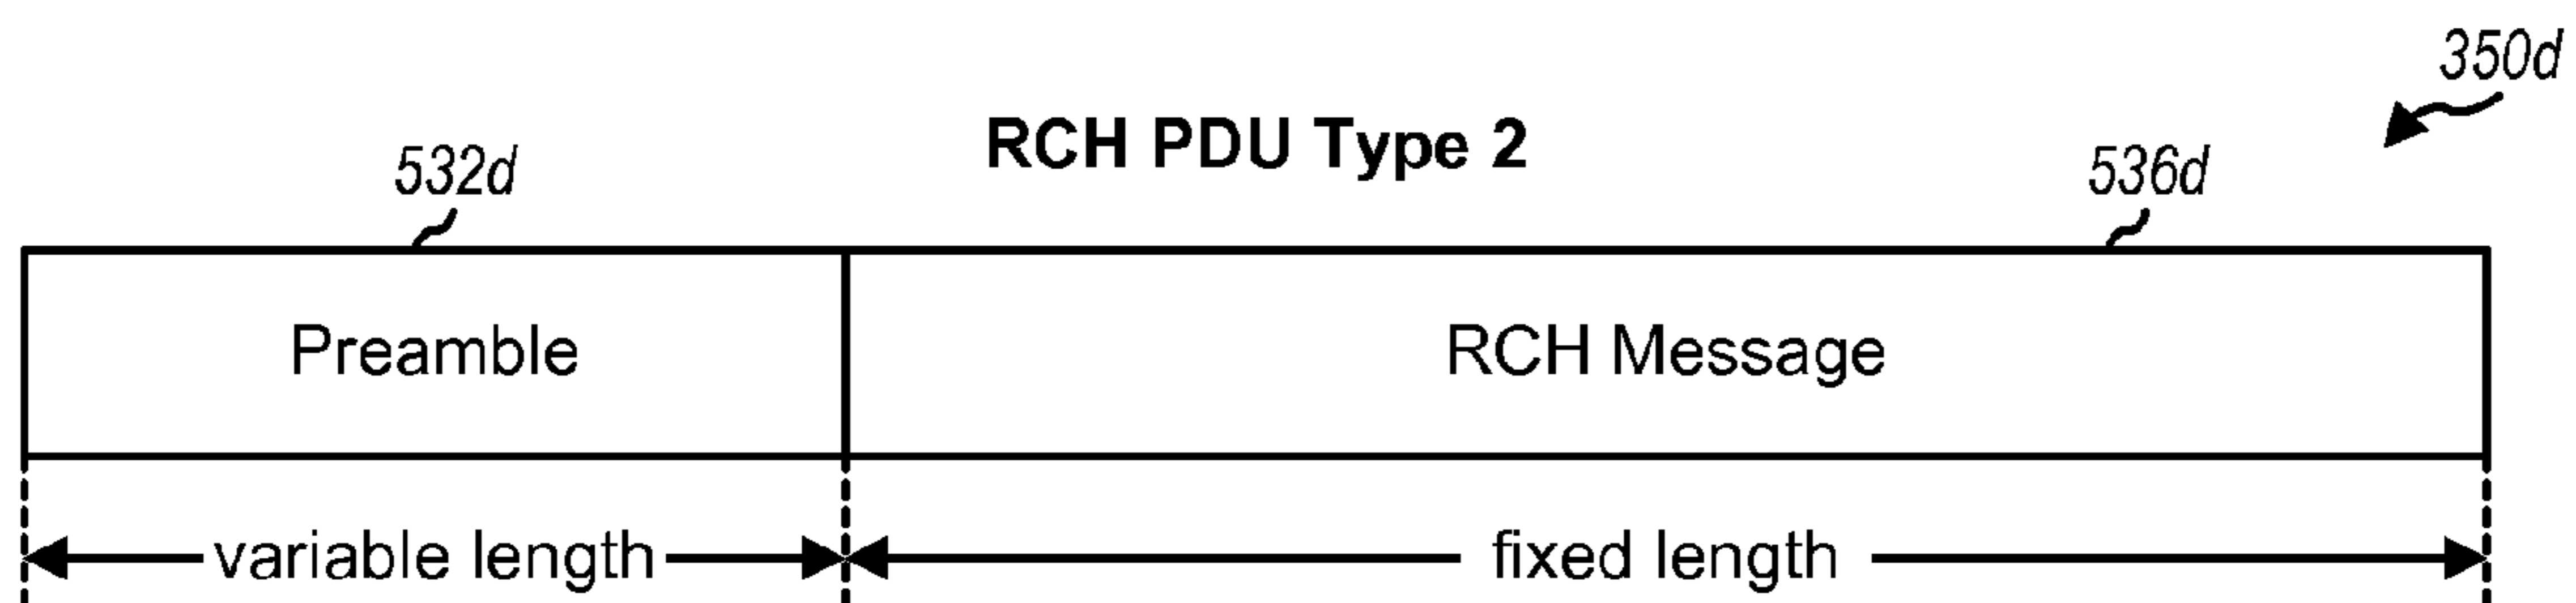 350d
RCH PDU Type 2
532d
536d
Preamble
RCH Message
variable length
fixed length